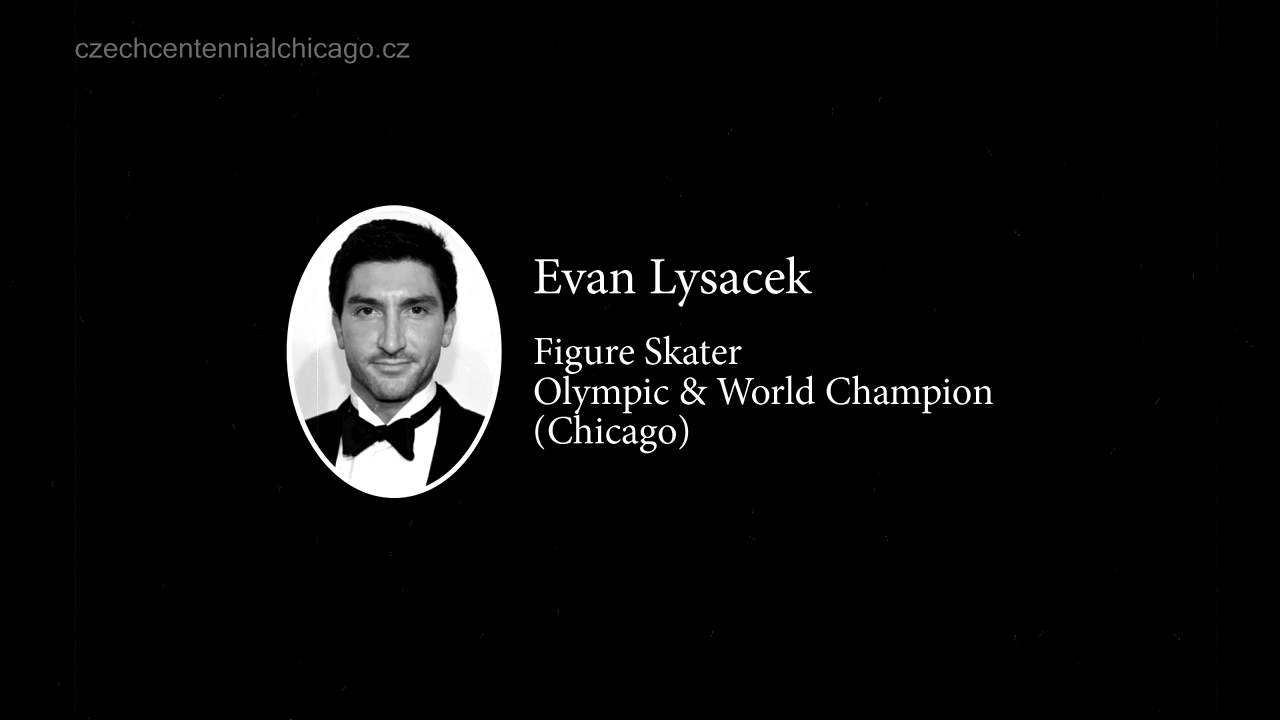 czechcentennialchicago.cz
Evan Lysacek
Figure Skater
Olympic & World Champion
(Chicago)